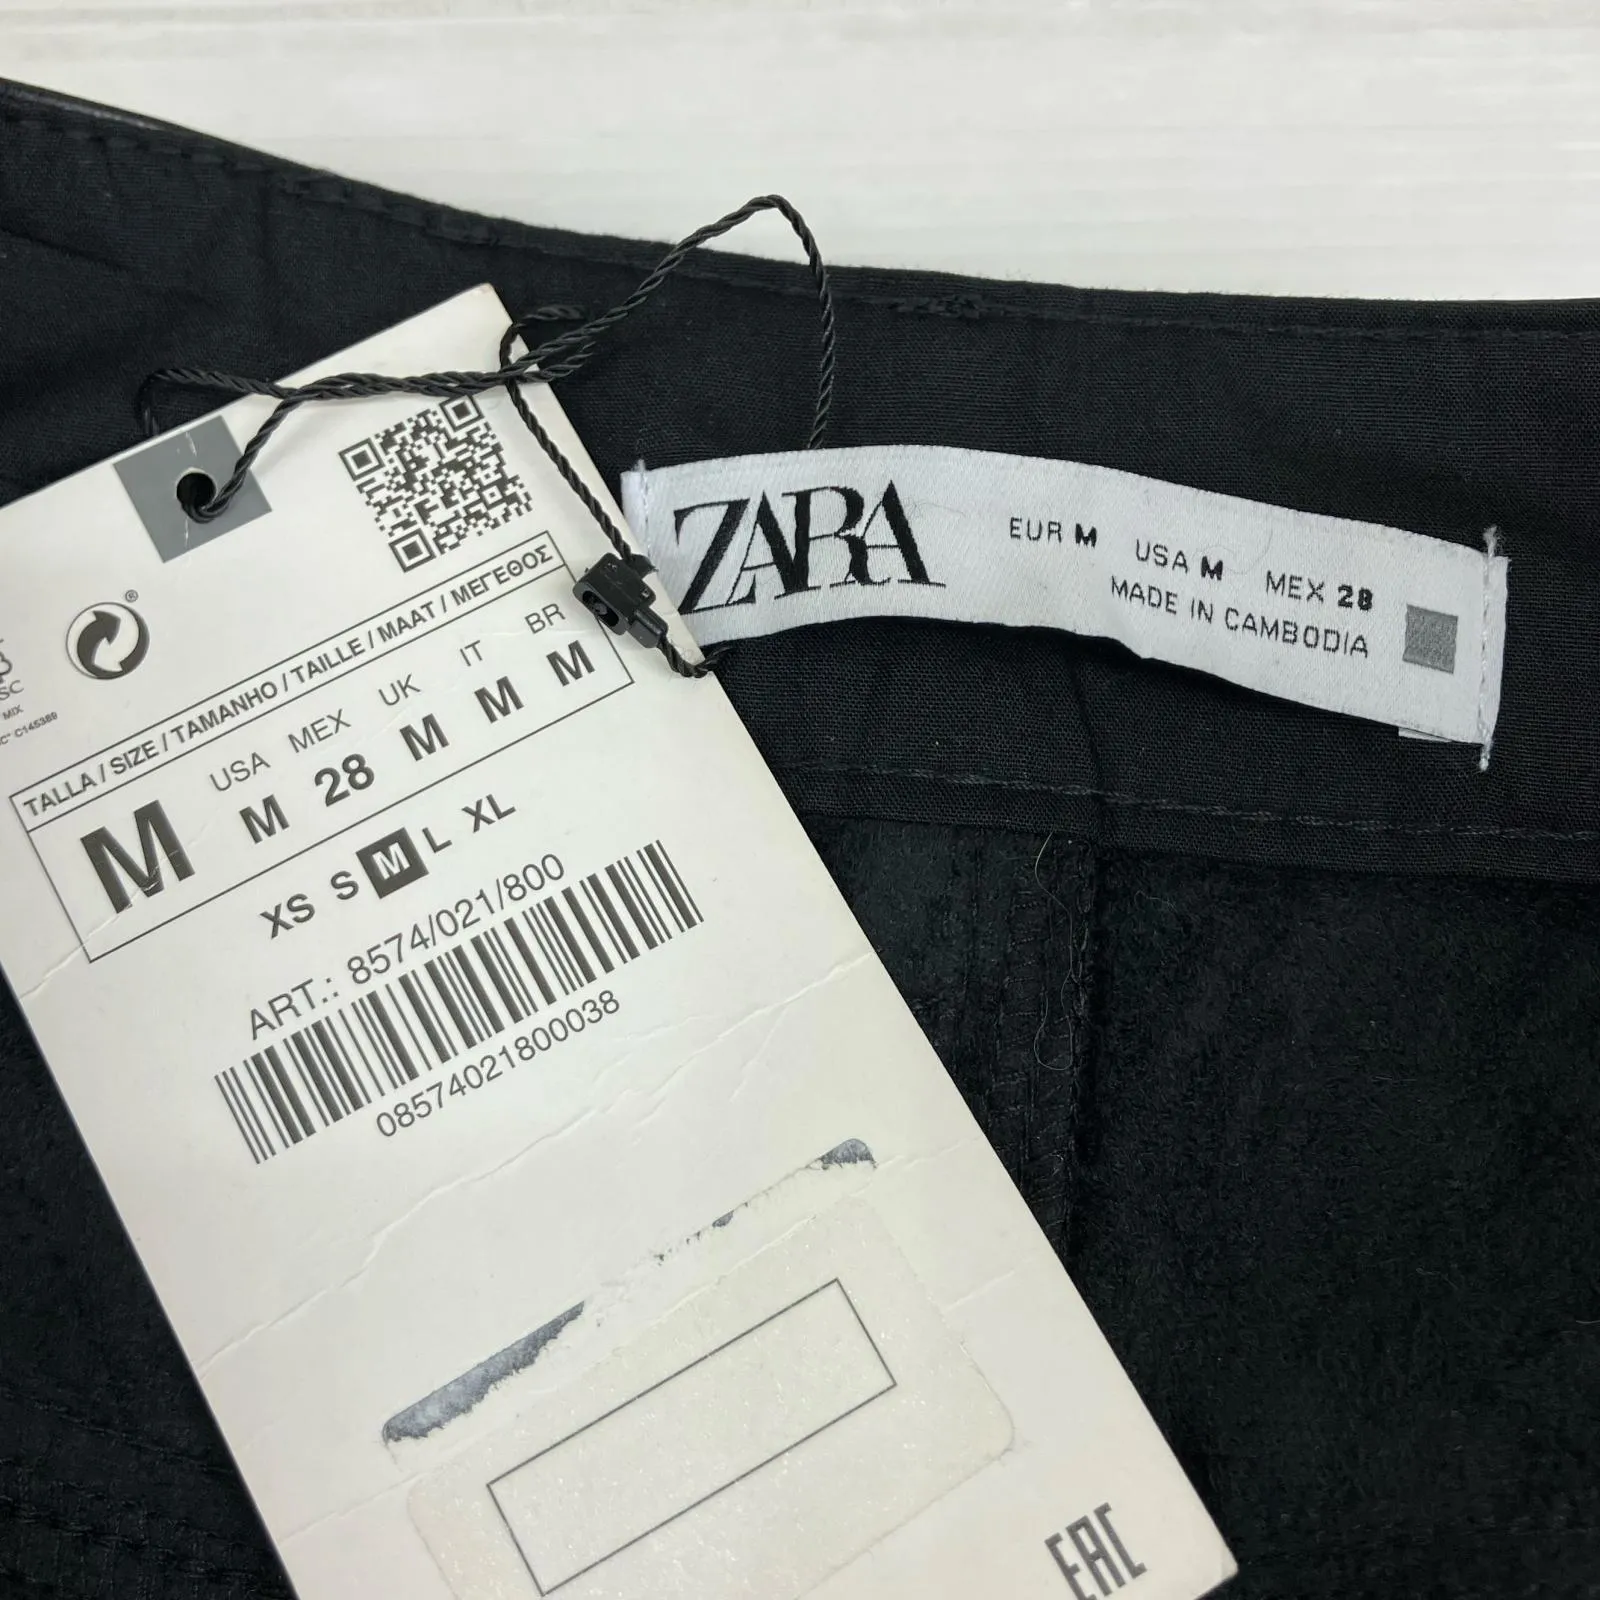 ZARA
EUR M USA M MEX 28
MADE IN CAMBODIA
®
MIX
TALLA / SIZE / TAMANHO / TAILLE / MAAT / ΜΕΓΕΘΟΣ
USA MEX UK IT BR
M M 28 M M M
XS S M L XL
ART.: 8574/021/800
08574021800038
EAC